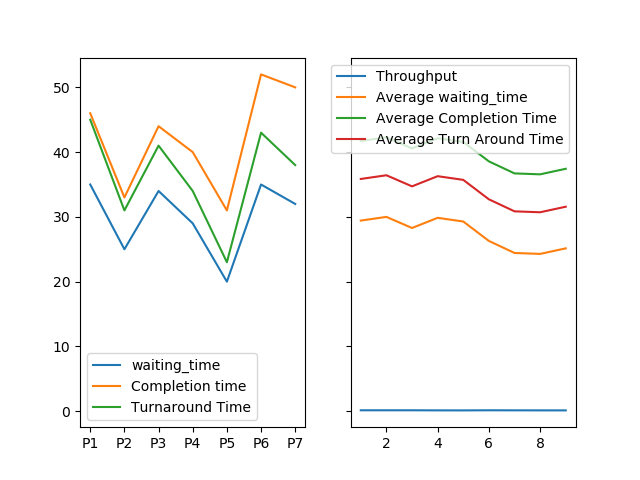 50
40
30
20
10
0
P1 P2 P3 P4 P5 P6 P7
waiting_time
Completion time
Turnaround Time
Throughput
Average waiting_time
Average Completion Time
Average Turn Around Time
2 4 6 8